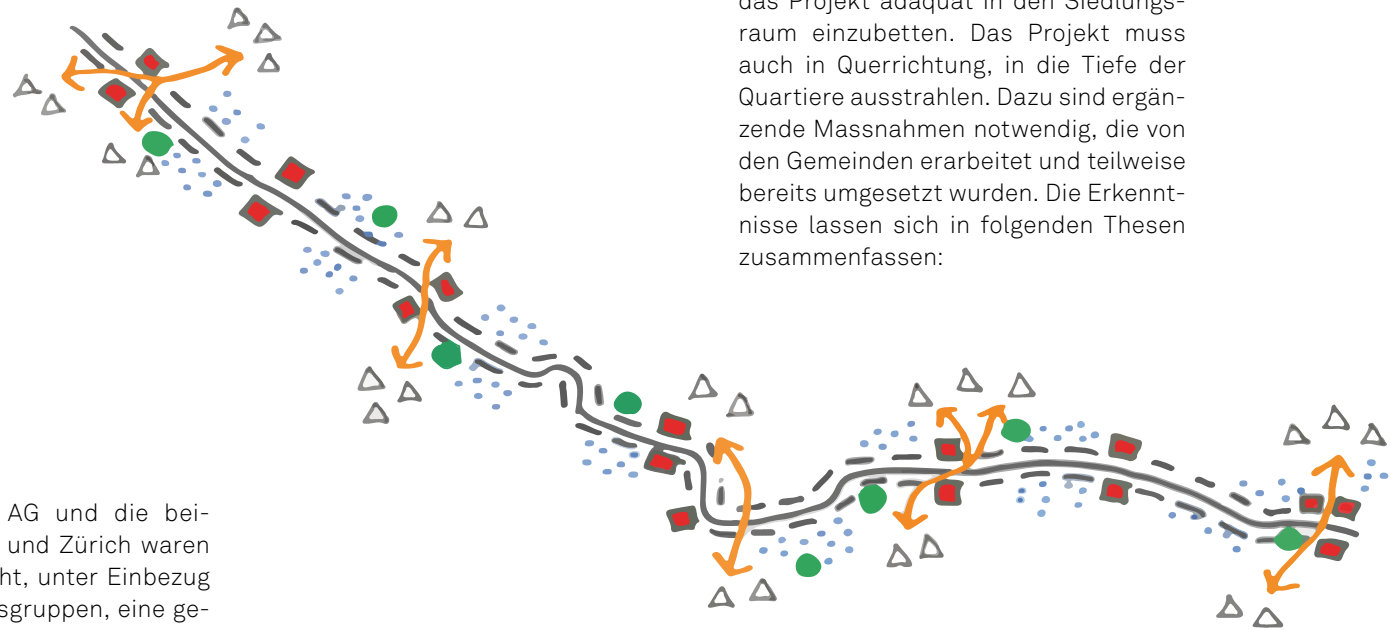 das Projekt adäquat in den Siedlungs-
raum einzubetten. Das Projekt muss
auch in Querrichtung, in die Tiefe der
Quartiere ausstrahlen. Dazu sind ergän-
zende Massnahmen notwendig, die von
den Gemeinden erarbeitet und teilweise
bereits umgesetzt wurden. Die Erkennt-
nisse lassen sich in folgenden Thesen
zusammenfassen:
AG und die bei-
und Zürich waren
ht, unter Einbezug
sgruppen, eine ge-